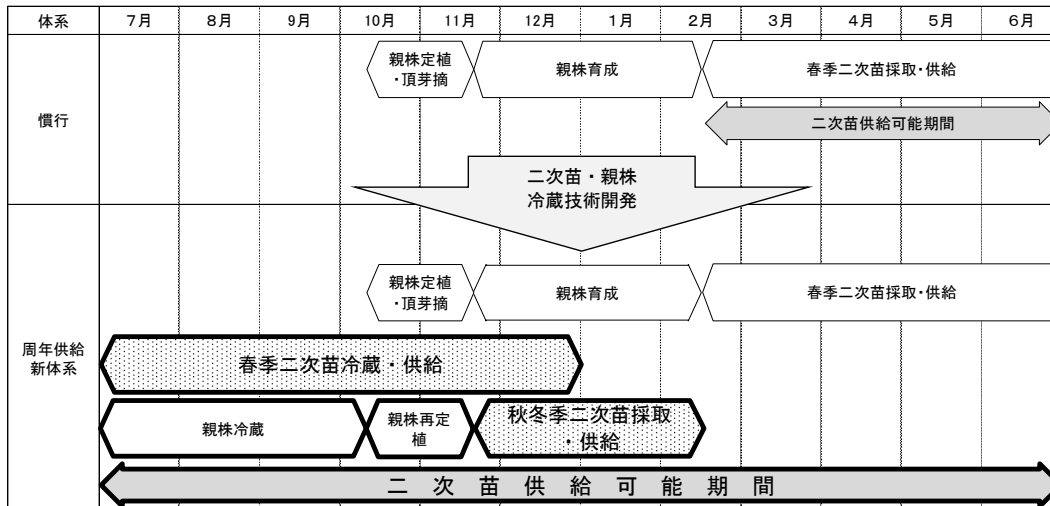 体系 7月 8月 9月 10月 11月 12月 1月 2月 3月 4月 5月 6月
慣行
親株定植
・頂芽摘
親株育成
春季二次苗採取・供給
二次苗供給可能期間
二次苗・親株
冷蔵技術開発
周年供給
新体系
親株定植
・頂芽摘
親株育成
春季二次苗採取・供給
春季二次苗冷蔵・供給
親株冷蔵
親株再定
植
秋冬季二次苗採取
・供給
二次苗供給可能期間